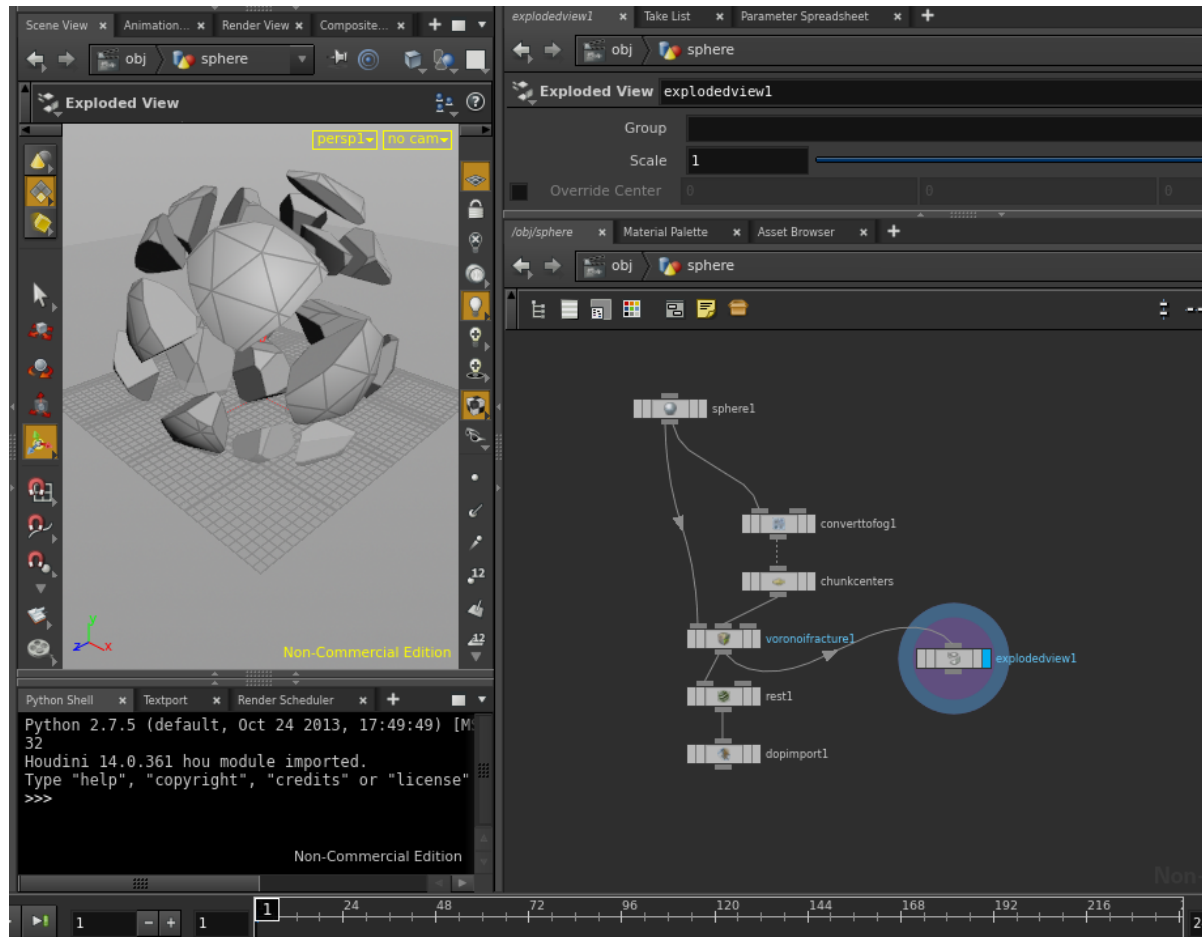 Scene View × Animation... × Render View × Composite... × +
obj sphere
Exploded View
persp1 no cam
12
12
y
z x
Non-Commercial Edition
Python Shell × Textport × Render Scheduler × +
Python 2.7.5 (default, Oct 24 2013, 17:49:49) [MS
32
Houdini 14.0.361 hou module imported.
Type "help", "copyright", "credits" or "license"
>>>
Non-Commercial Edition
explodedview1 × Take List × Parameter Spreadsheet × +
obj sphere
Exploded View explodedview1
Group
Scale 1
Override Center 0 0 0
/obj/sphere × Material Palette × Asset Browser × +
obj sphere
sphere1
converttofog1
chunkcenters
voronoifracture1
explodedview1
rest1
dopimport1
Non-
1 - + 1
1 24 48 72 96 120 144 168 192 216 2